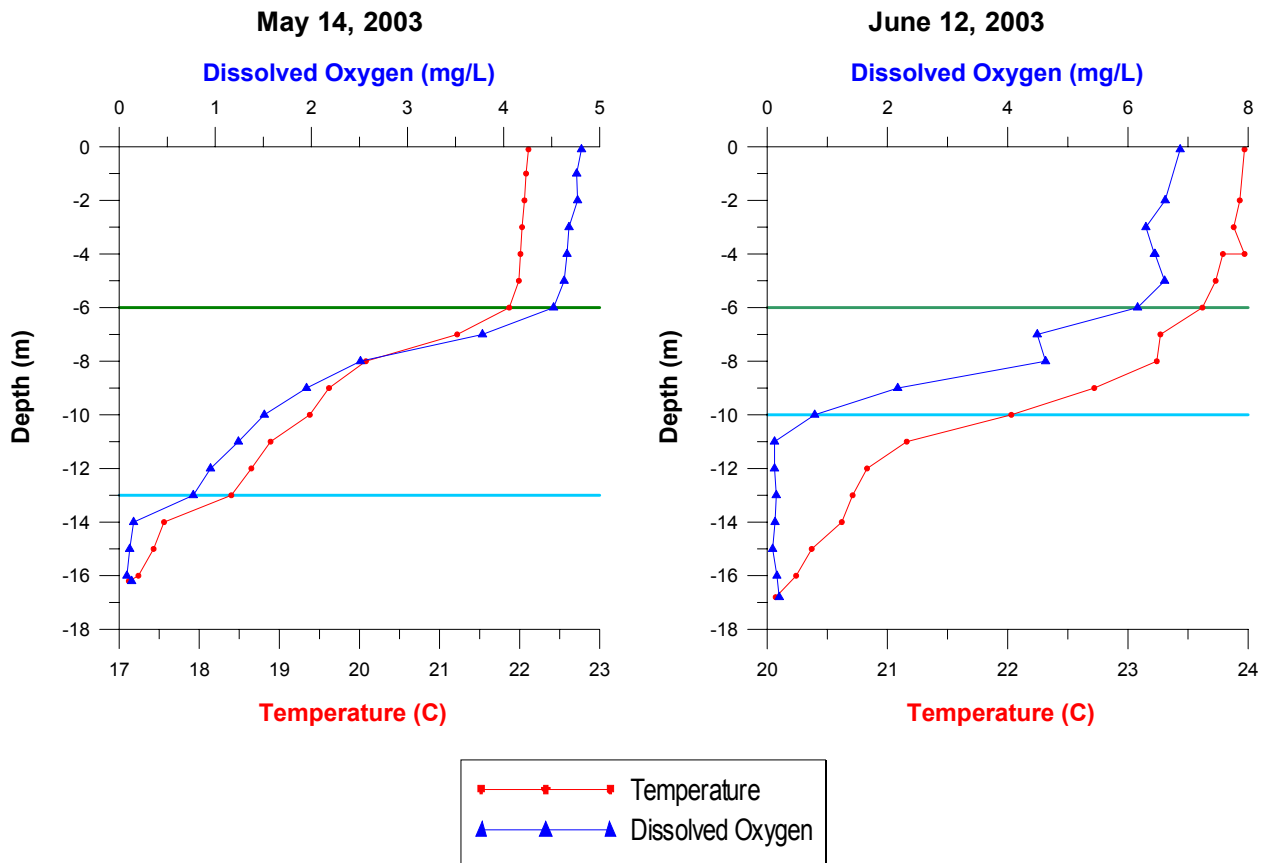 May 14, 2003
Dissolved Oxygen (mg/L)
0 1 2 3 4 5
0
-2
-4
-6
-8
-10
-12
-14
-16
-18
Depth (m)
17 18 19 20 21 22 23
Temperature (C)
June 12, 2003
Dissolved Oxygen (mg/L)
0 2 4 6 8
0
-2
-4
-6
-8
-10
-12
-14
-16
-18
Depth (m)
20 21 22 23 24
Temperature (C)
Temperature
Dissolved Oxygen